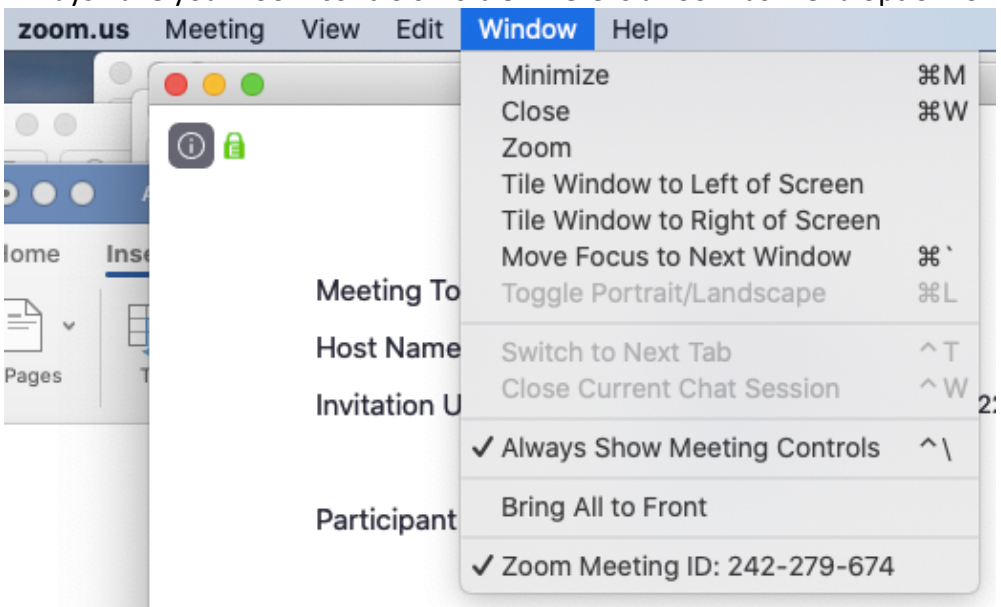 zoom.us Meeting View Edit Window Help
Minimize ⌘M
Close ⌘W
Zoom
Tile Window to Left of Screen
Tile Window to Right of Screen
Move Focus to Next Window ⌘`
Toggle Portrait/Landscape ⌘L
Switch to Next Tab ^T
Close Current Chat Session ^W
✓ Always Show Meeting Controls ^\
Bring All to Front
✓ Zoom Meeting ID: 242-279-674
Meeting To
Host Name
Invitation U
Participant
ome Inse
Pages